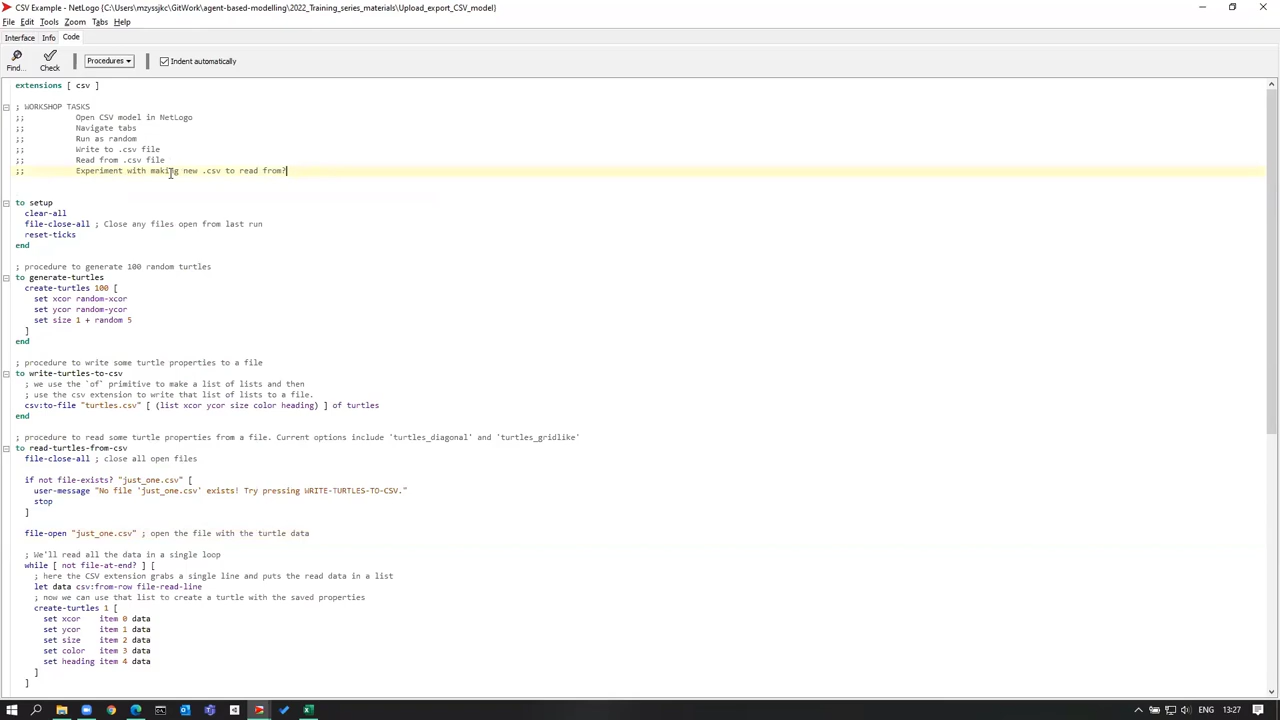 CSV Example - NetLogo {C:\Users\mzyssjkc\GitWork\agent-based-modelling\2022_Training_series_materials\Upload_export_CSV_model}
File Edit Tools Zoom Tabs Help
Interface Info Code
Find... Check Procedures Indent automatically
extensions [ csv ]
; WORKSHOP TASKS
;; Open CSV model in NetLogo
;; Navigate tabs
;; Run as random
;; Write to .csv file
;; Read from .csv file
;; Experiment with making new .csv to read from?
to setup
clear-all
file-close-all ; Close any files open from last run
reset-ticks
end
; procedure to generate 100 random turtles
to generate-turtles
create-turtles 100 [
set xcor random-xcor
set ycor random-ycor
set size 1 + random 5
]
end
; procedure to write some turtle properties to a file
to write-turtles-to-csv
; we use the `of` primitive to make a list of lists and then
; use the csv extension to write that list of lists to a file.
csv:to-file "turtles.csv" [ (list xcor ycor size color heading) ] of turtles
end
; procedure to read some turtle properties from a file. Current options include 'turtles_diagonal' and 'turtles_gridlike'
to read-turtles-from-csv
file-close-all ; close all open files
if not file-exists? "just_one.csv" [
user-message "No file 'just_one.csv' exists! Try pressing WRITE-TURTLES-TO-CSV."
stop
]
file-open "just_one.csv" ; open the file with the turtle data
; We'll read all the data in a single loop
while [ not file-at-end? ] [
; here the CSV extension grabs a single line and puts the read data in a list
let data csv:from-row file-read-line
; now we can use that list to create a turtle with the saved properties
create-turtles 1 [
set xcor item 0 data
set ycor item 1 data
set size item 2 data
set color item 3 data
set heading item 4 data
]
]
ENG 13:27